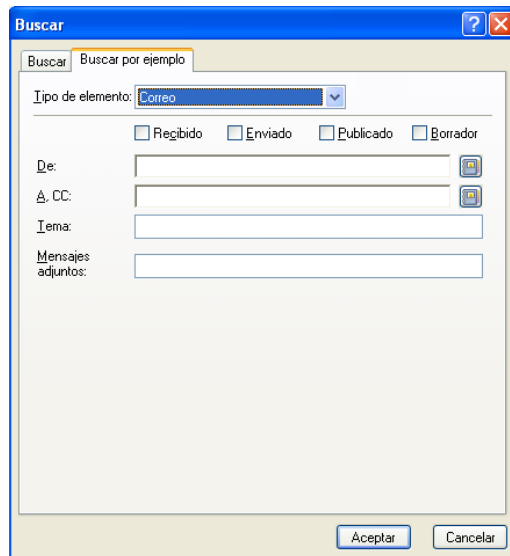 Buscar
Buscar Buscar por ejemplo
Tipo de elemento: Correo
Recibido Enviado Publicado Borrador
De:
A, CC:
Tema:
Mensajes
adjuntos:
Aceptar Cancelar